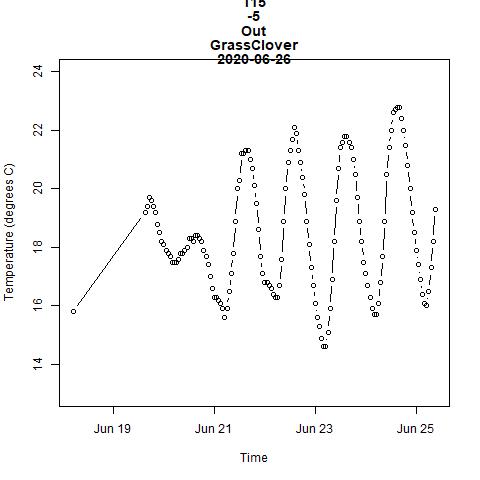 T15
-5
Out
GrassClover
2020-06-26
Temperature (degrees C)
24
22
20
18
16
14
Jun 19 Jun 21 Jun 23 Jun 25
Time